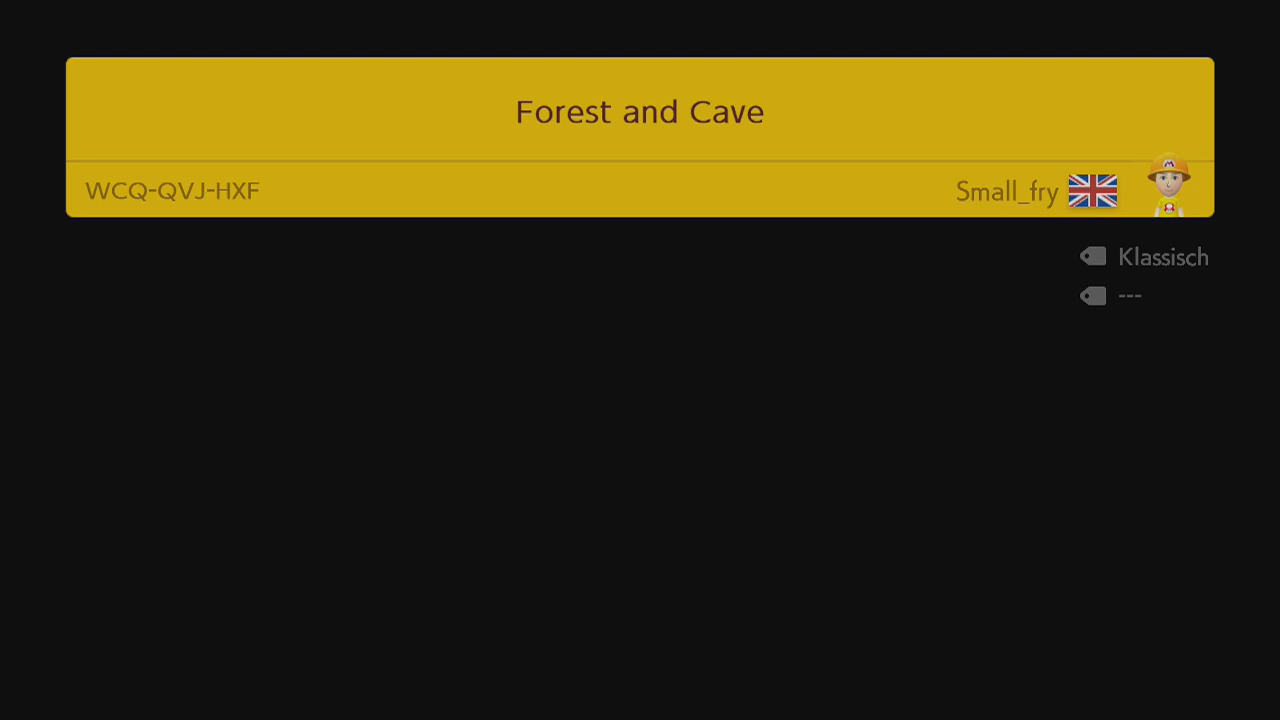 Forest and Cave
WCQ-QVJ-HXF
Small_fry
Klassisch
---